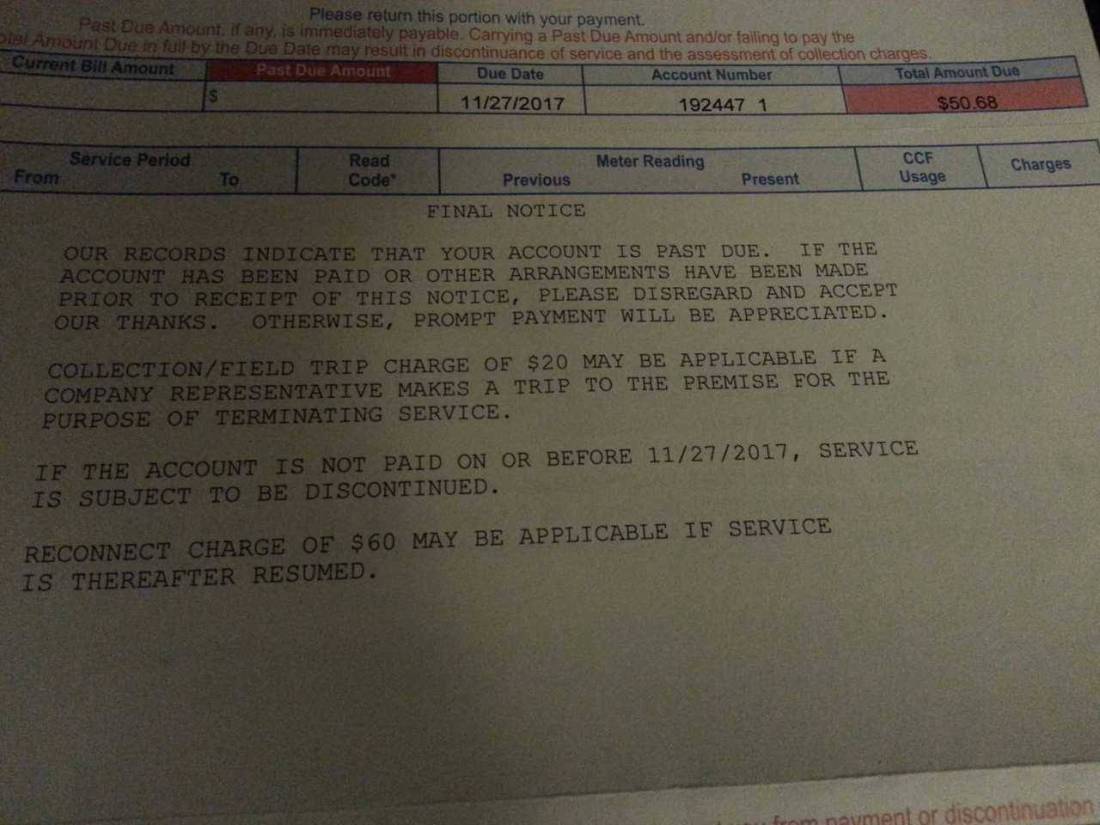 Please return this portion with your payment.
Past Due Amount, if any, is immediately payable. Carrying a Past Due Amount and/or failing to pay the
Amount Due in full by the Due Date may result in discontinuance of service and the assessment of collection charges.
Current Bill Amount Past Due Amount Due Date Account Number Total Amount Due
$ 11/27/2017 192447 1 $50.68
Service Period Read Meter Reading CCF Charges
From To Code* Previous Present Usage
FINAL NOTICE
OUR RECORDS INDICATE THAT YOUR ACCOUNT IS PAST DUE. IF THE
ACCOUNT HAS BEEN PAID OR OTHER ARRANGEMENTS HAVE BEEN MADE
PRIOR TO RECEIPT OF THIS NOTICE, PLEASE DISREGARD AND ACCEPT
OUR THANKS. OTHERWISE, PROMPT PAYMENT WILL BE APPRECIATED.
COLLECTION/FIELD TRIP CHARGE OF $20 MAY BE APPLICABLE IF A
COMPANY REPRESENTATIVE MAKES A TRIP TO THE PREMISE FOR THE
PURPOSE OF TERMINATING SERVICE.
IF THE ACCOUNT IS NOT PAID ON OR BEFORE 11/27/2017, SERVICE
IS SUBJECT TO BE DISCONTINUED.
RECONNECT CHARGE OF $60 MAY BE APPLICABLE IF SERVICE
IS THEREAFTER RESUMED.
from payment or discontinuation